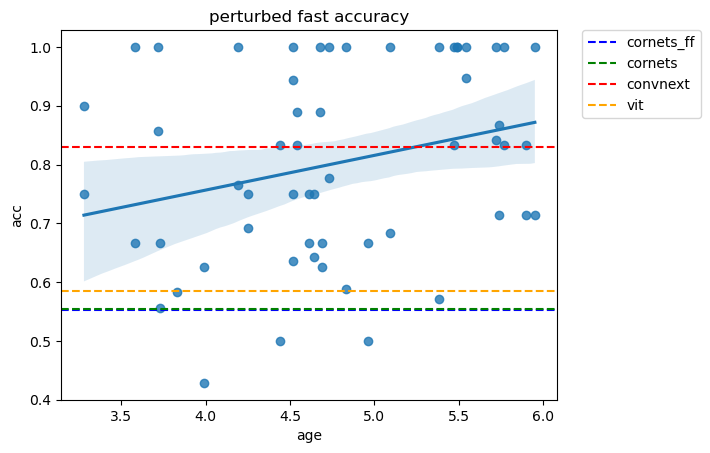 perturbed fast accuracy
acc
1.0
0.9
0.8
0.7
0.6
0.5
0.4
3.5 4.0 4.5 5.0 5.5 6.0
age
cornets_ff
cornets
convnext
vit